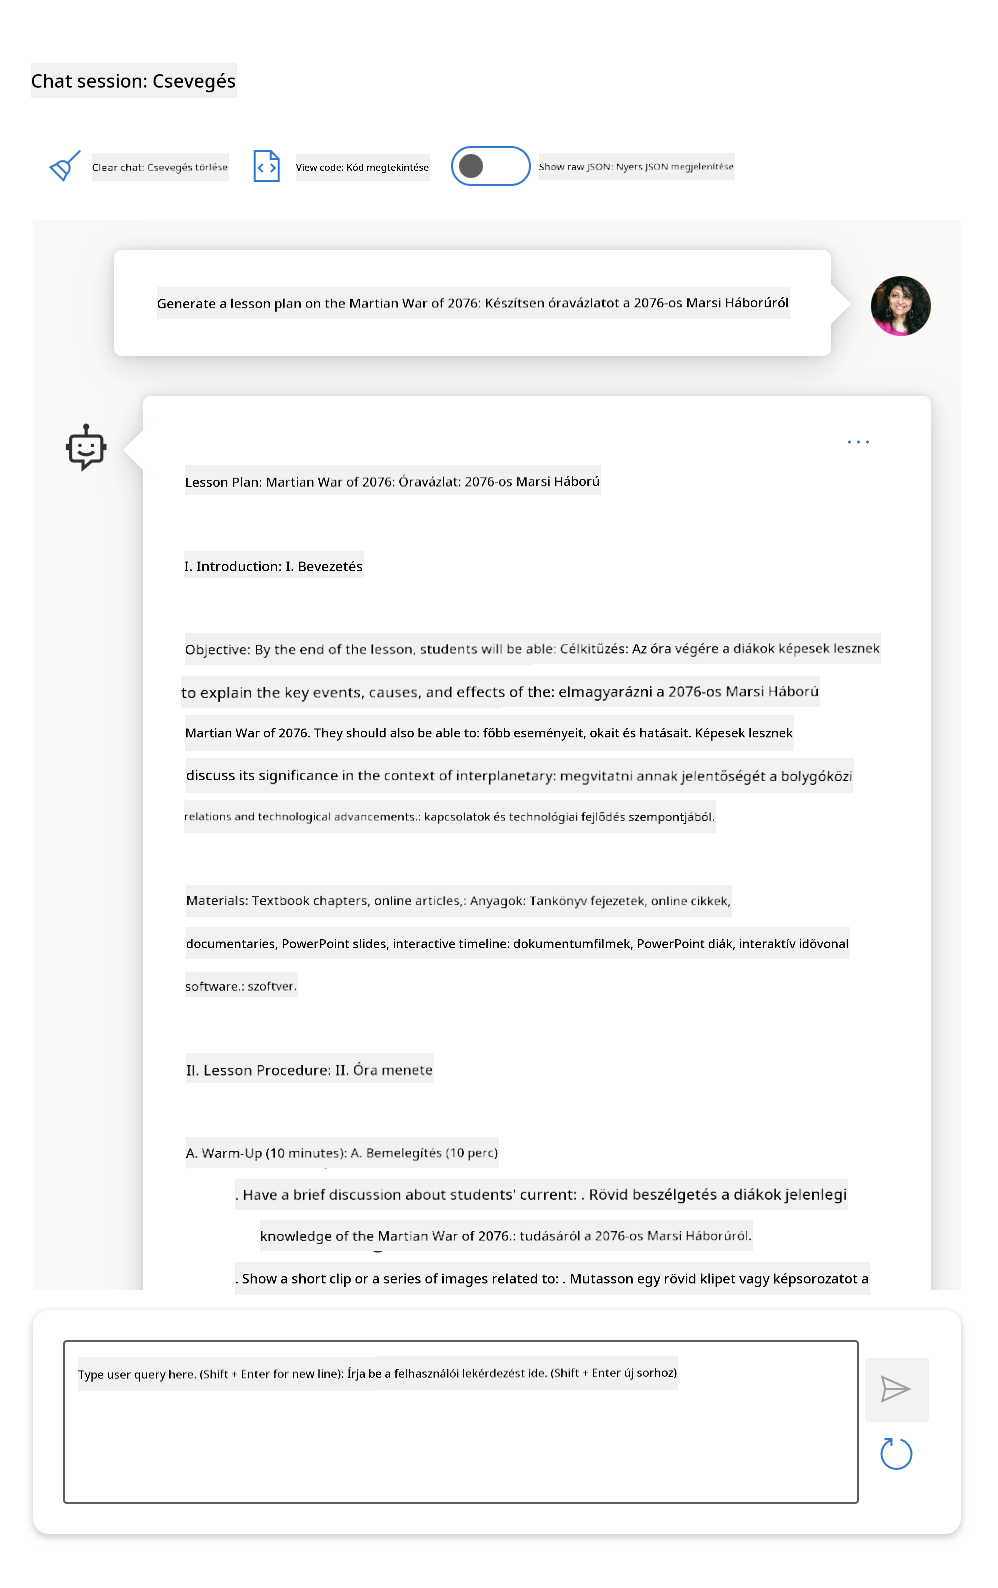 Chat session: Csevegés
Clear chat: Csevegés törlése
View code: Kód megtekintése
Show raw JSON: Nyers JSON megjelenítése
Generate a lesson plan on the Martian War of 2076: Készítsen óravázlatot a 2076-os Marsi Háborúról
Lesson Plan: Martian War of 2076: Óravázlat: 2076-os Marsi Háború
I. Introduction: I. Bevezetés
Objective: By the end of the lesson, students will be able: Célkitűzés: Az óra végére a diákok képesek lesznek
to explain the key events, causes, and effects of the: elmagyarázni a 2076-os Marsi Háború
Martian War of 2076. They should also be able to: főbb eseményeit, okait és hatásait. Képesek lesznek
discuss its significance in the context of interplanetary: megvitatni annak jelentőségét a bolygóközi
relations and technological advancements.: kapcsolatok és technológiai fejlődés szempontjából.
Materials: Textbook chapters, online articles,: Anyagok: Tankönyv fejezetek, online cikkek,
documentaries, PowerPoint slides, interactive timeline: dokumentumfilmek, PowerPoint diák, interaktív idővonal
software.: szoftver.
II. Lesson Procedure: II. Óra menete
A. Warm-Up (10 minutes): A. Bemelegítés (10 perc)
. Have a brief discussion about students' current: . Rövid beszélgetés a diákok jelenlegi
knowledge of the Martian War of 2076.: tudásáról a 2076-os Marsi Háborúról.
. Show a short clip or a series of images related to: . Mutasson egy rövid klipet vagy képsorozatot a
Type user query here. (Shift + Enter for new line): Írja be a felhasználói lekérdezést ide. (Shift + Enter új sorhoz)